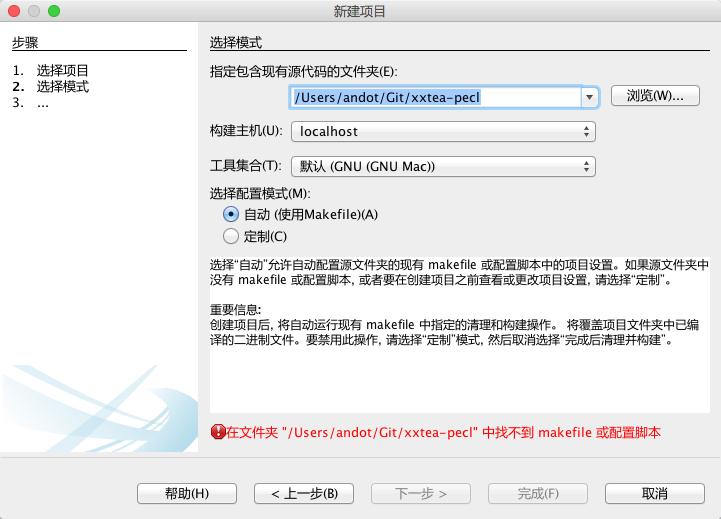 新建项目
步骤
1. 选择项目
2. 选择模式
3. ...
选择模式
指定包含现有源代码的文件夹(E):
/Users/andot/Git/xxtea-pecl
浏览(W)...
构建主机(U):
localhost
工具集合(T):
默认 (GNU (GNU Mac))
选择配置模式(M):
自动 (使用Makefile)(A)
定制(C)
选择“自动”允许自动配置源文件夹的现有 makefile 或配置脚本中的项目设置。如果源文件夹中
没有 makefile 或配置脚本, 或者要在创建项目之前查看或更改项目设置, 请选择“定制”。
重要信息:
创建项目后, 将自动运行现有 makefile 中指定的清理和构建操作。 将覆盖项目文件夹中已编
译的二进制文件。要禁用此操作, 请选择“定制”模式, 然后取消选择“完成后清理并构建”。
在文件夹 "/Users/andot/Git/xxtea-pecl" 中找不到 makefile 或配置脚本
帮助(H)
< 上一步(B)
下一步 >
完成(F)
取消